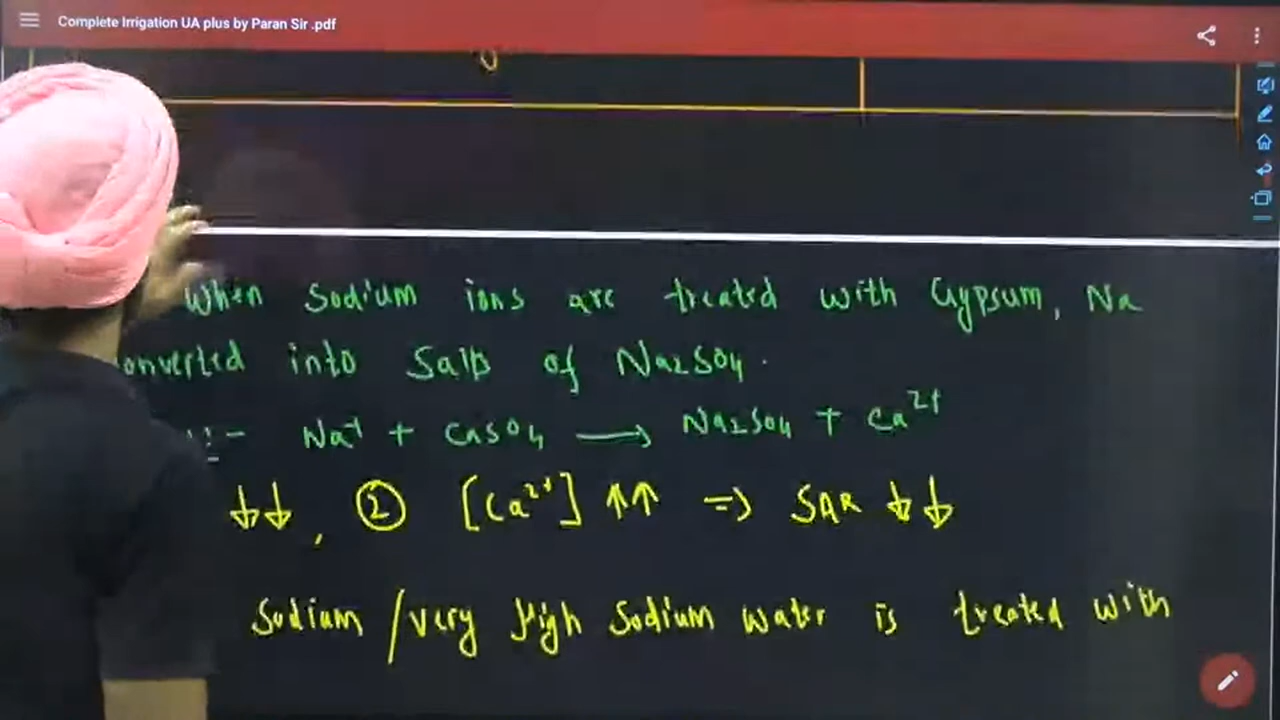 Complete Irrigation UA plus by Paran Sir .pdf
When Sodium ions are treated with Gypsum, Na
onverted into Salts of Na2SO4.
:- Na+ + CaSO4 ⟶ Na2SO4 + Ca2+
↓↓, ② [Ca2+] ↑↑ => SAR ↓↓
Sodium/very High Sodium water is treated with